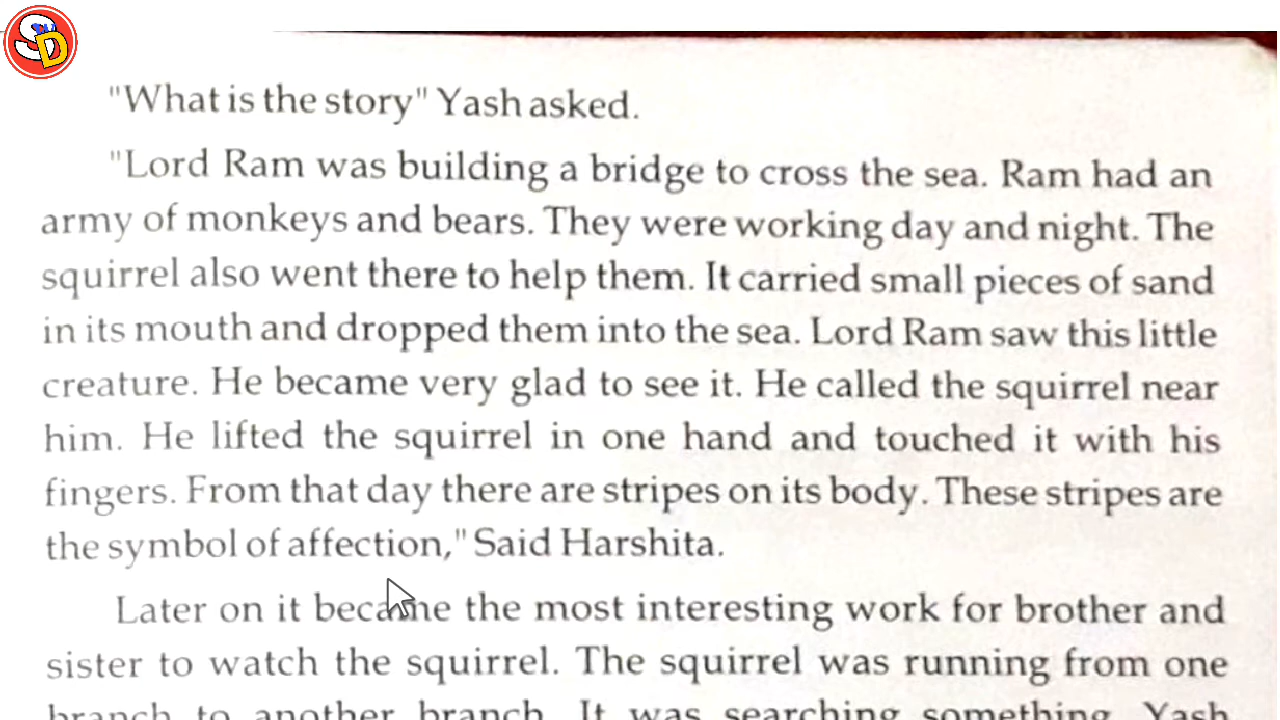 SD
"What is the story" Yash asked.
"Lord Ram was building a bridge to cross the sea. Ram had an
army of monkeys and bears. They were working day and night. The
squirrel also went there to help them. It carried small pieces of sand
in its mouth and dropped them into the sea. Lord Ram saw this little
creature. He became very glad to see it. He called the squirrel near
him. He lifted the squirrel in one hand and touched it with his
fingers. From that day there are stripes on its body. These stripes are
the symbol of affection," Said Harshita.
Later on it became the most interesting work for brother and
sister to watch the squirrel. The squirrel was running from one
branch to another branch. It was searching something. Yash